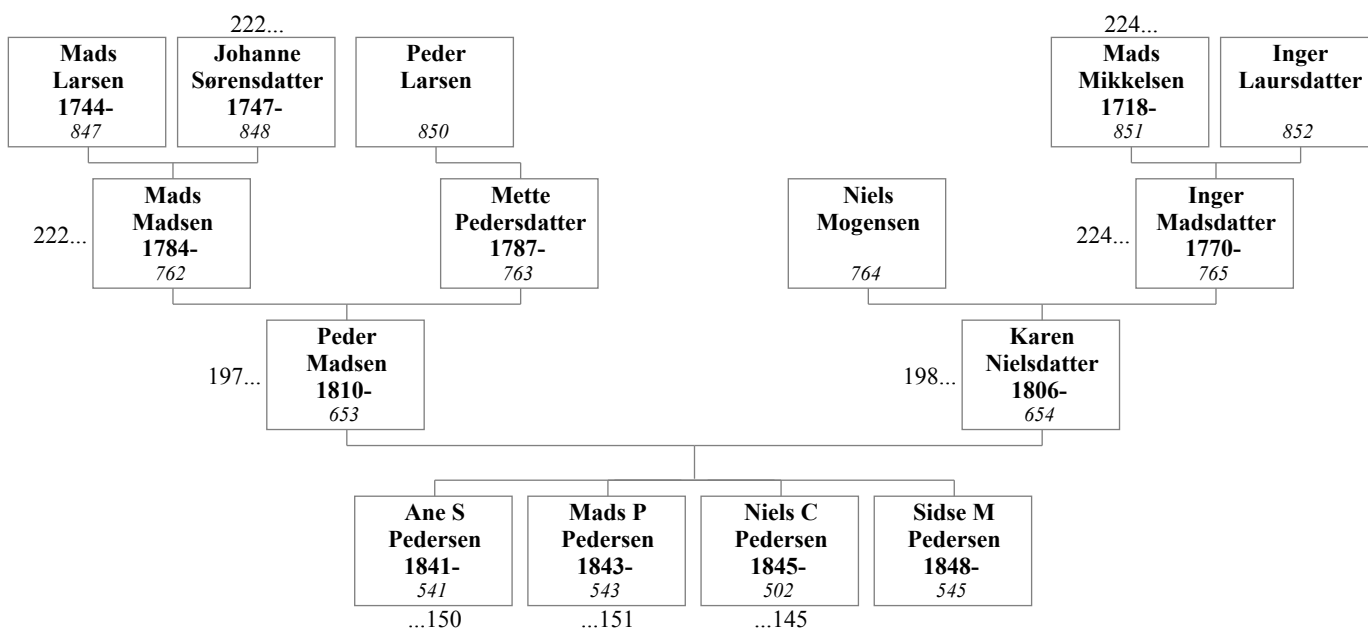 222...
224...
Mads
Larsen
1744-
847
Johanne
Sørensdatter
1747-
848
Peder
Larsen
850
Mads
Mikkelsen
1718-
851
Inger
Laursdatter
852
222...
Mads
Madsen
1784-
762
Mette
Pedersdatter
1787-
763
Niels
Mogensen
764
224...
Inger
Madsdatter
1770-
765
197...
Peder
Madsen
1810-
653
198...
Karen
Nielsdatter
1806-
654
Ane S
Pedersen
1841-
541
...150
Mads P
Pedersen
1843-
543
...151
Niels C
Pedersen
1845-
502
...145
Sidse M
Pedersen
1848-
545